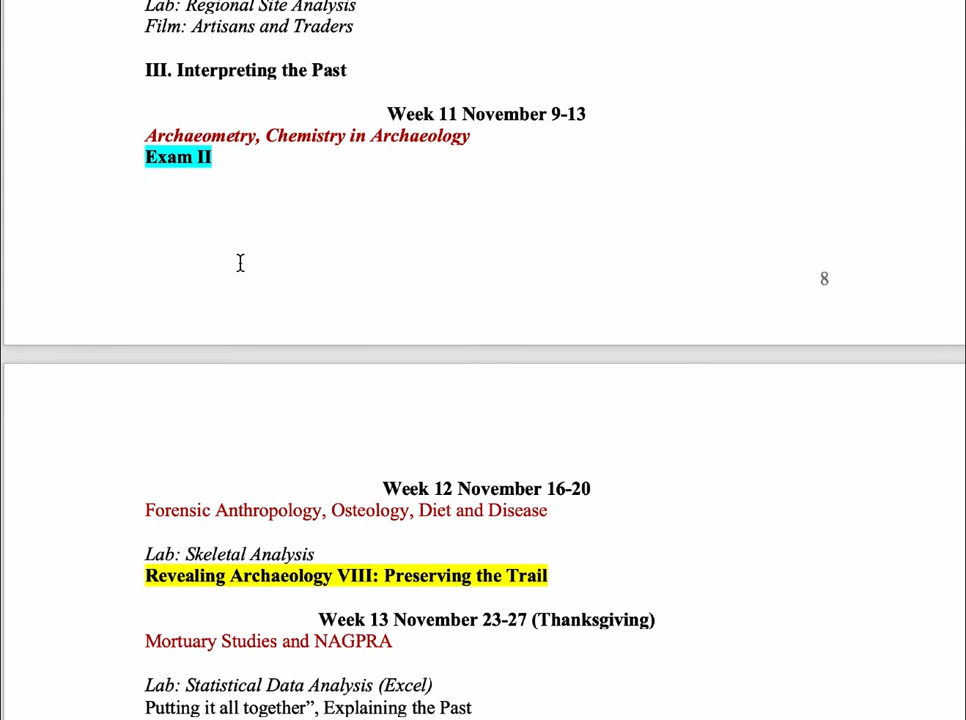 Lab: Regional Site Analysis
Film: Artisans and Traders
III. Interpreting the Past
Week 11 November 9-13
Archaeometry, Chemistry in Archaeology
Exam II
8
Week 12 November 16-20
Forensic Anthropology, Osteology, Diet and Disease
Lab: Skeletal Analysis
Revealing Archaeology VIII: Preserving the Trail
Week 13 November 23-27 (Thanksgiving)
Mortuary Studies and NAGPRA
Lab: Statistical Data Analysis (Excel)
Putting it all together”, Explaining the Past